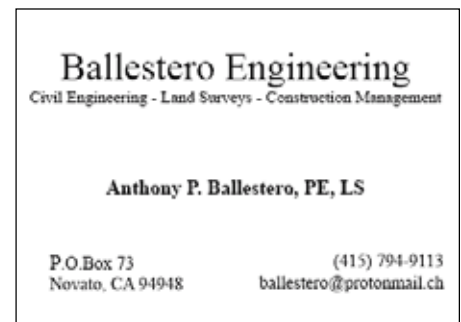 Ballestero Engineering
Civil Engineering - Land Surveys - Construction Management
Anthony P. Ballestero, PE, LS
P.O.Box 73
Novato, CA 94948
(415) 794-9113
ballestero@protonmail.ch